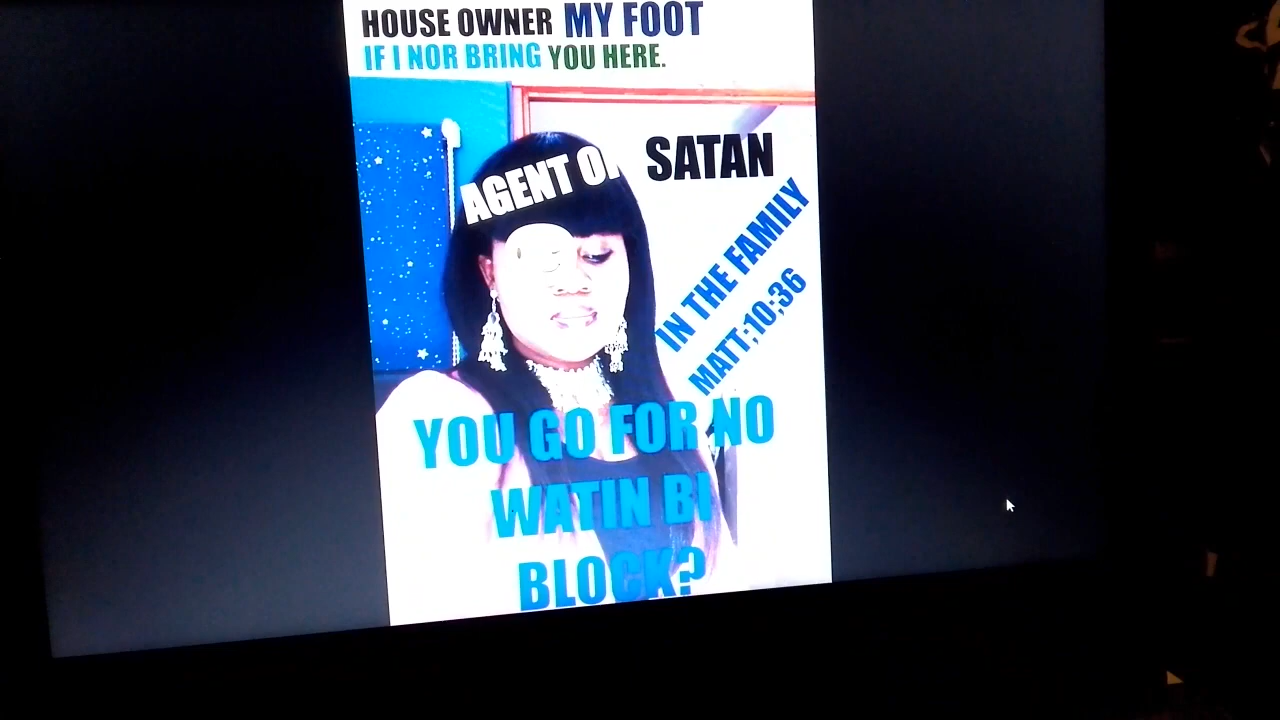 HOUSE OWNER MY FOOT
IF I NOR BRING YOU HERE.
AGENT OF SATAN
IN THE FAMILY
MATT;10;36
YOU GO FOR NO
WATIN BI
BLOCK?